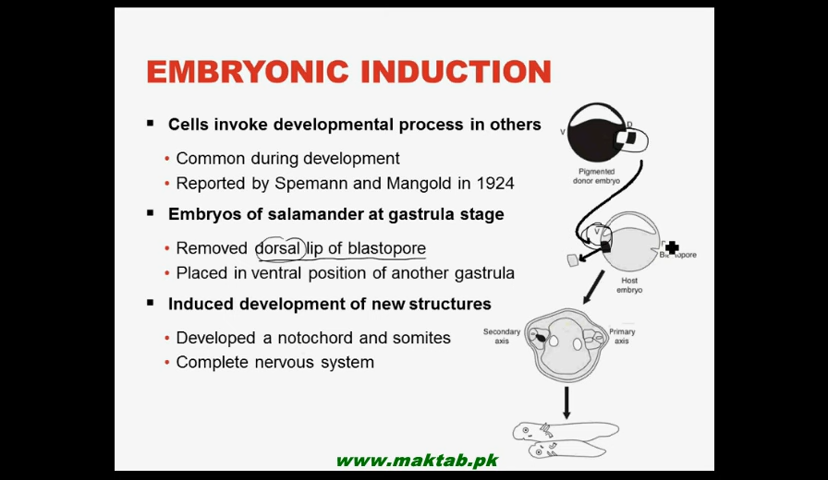 EMBRYONIC INDUCTION
Cells invoke developmental process in others
Common during development
Reported by Spemann and Mangold in 1924
Embryos of salamander at gastrula stage
Removed dorsal lip of blastopore
Placed in ventral position of another gastrula
Induced development of new structures
Developed a notochord and somites
Complete nervous system
V
D
Pigmented
donor embryo
V
Host
embryo
Secondary
axis
Primary
axis
www.maktab.pk